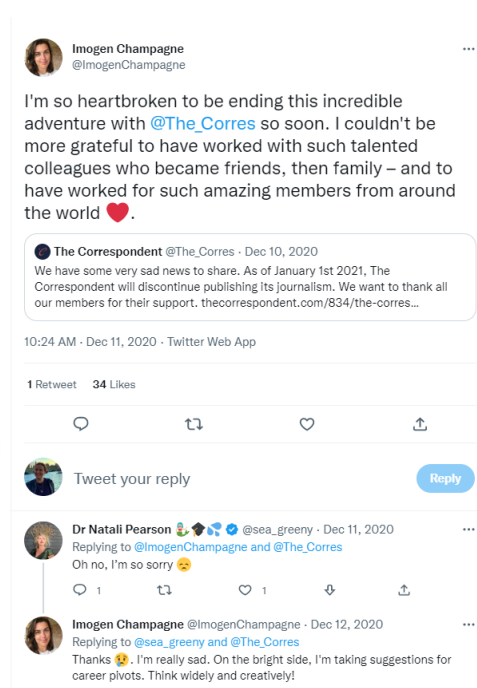 Imogen Champagne
@ImogenChampagne
I'm so heartbroken to be ending this incredible
adventure with @The_Corres so soon. I couldn't be
more grateful to have worked with such talented
colleagues who became friends, then family – and to
have worked for such amazing members from around
the world ❤️.
The Correspondent @The_Corres · Dec 10, 2020
We have some very sad news to share. As of January 1st 2021, The
Correspondent will discontinue publishing its journalism. We want to thank all
our members for their support. thecorrespondent.com/834/the-corres...
10:24 AM · Dec 11, 2020 · Twitter Web App
1 Retweet 34 Likes
Tweet your reply
Reply
Dr Natali Pearson 🧜‍♀️🎓💦 @sea_greeny · Dec 11, 2020
Replying to @ImogenChampagne and @The_Corres
Oh no, I'm so sorry 😞
1 1
Imogen Champagne @ImogenChampagne · Dec 12, 2020
Replying to @sea_greeny and @The_Corres
Thanks 😢. I'm really sad. On the bright side, I'm taking suggestions for
career pivots. Think widely and creatively!